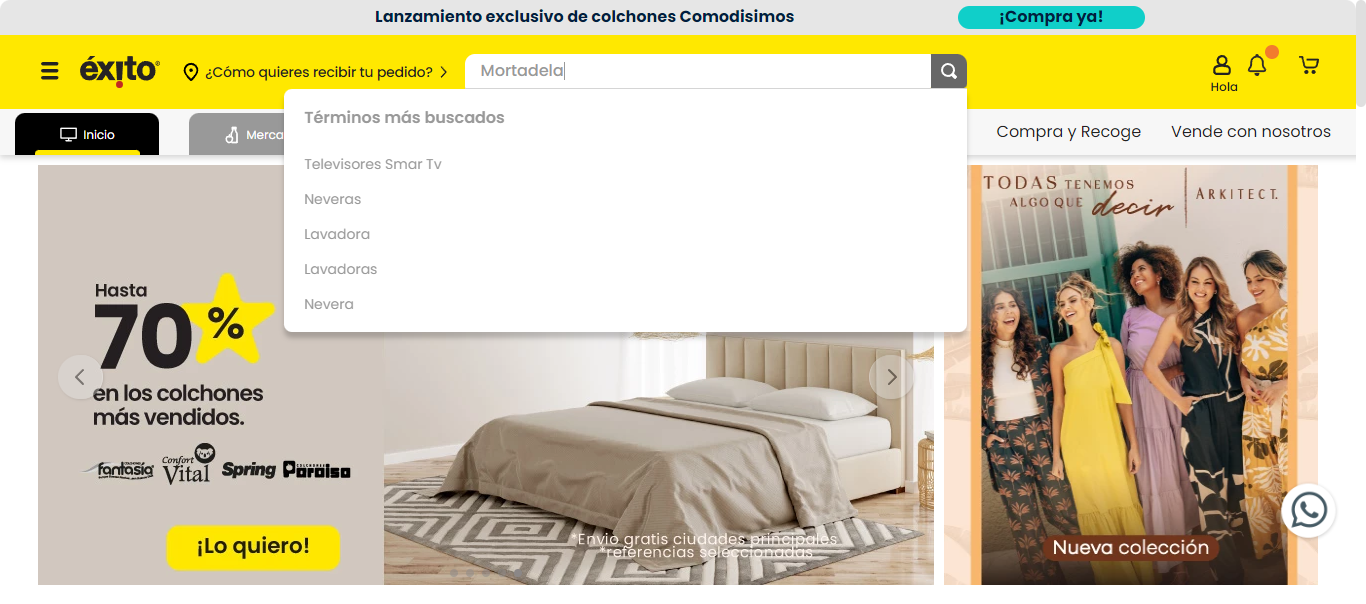 Lanzamiento exclusivo de colchones Comodisimos
¡Compra ya!
éxito
¿Cómo quieres recibir tu pedido?
Mortadela
Hola
Inicio
Merca
Compra y Recoge
Vende con nosotros
Términos más buscados
Televisores Smar Tv
Neveras
Lavadora
Lavadoras
Nevera
Hasta
70%
en los colchones
más vendidos.
fantasia
Confort Vital
Spring
Paraiso
¡Lo quiero!
*Envio gratis ciudades principales
*referencias seleccionadas
TODAS TENEMOS
ALGO QUE decir
ARKITECT.
Nueva colección